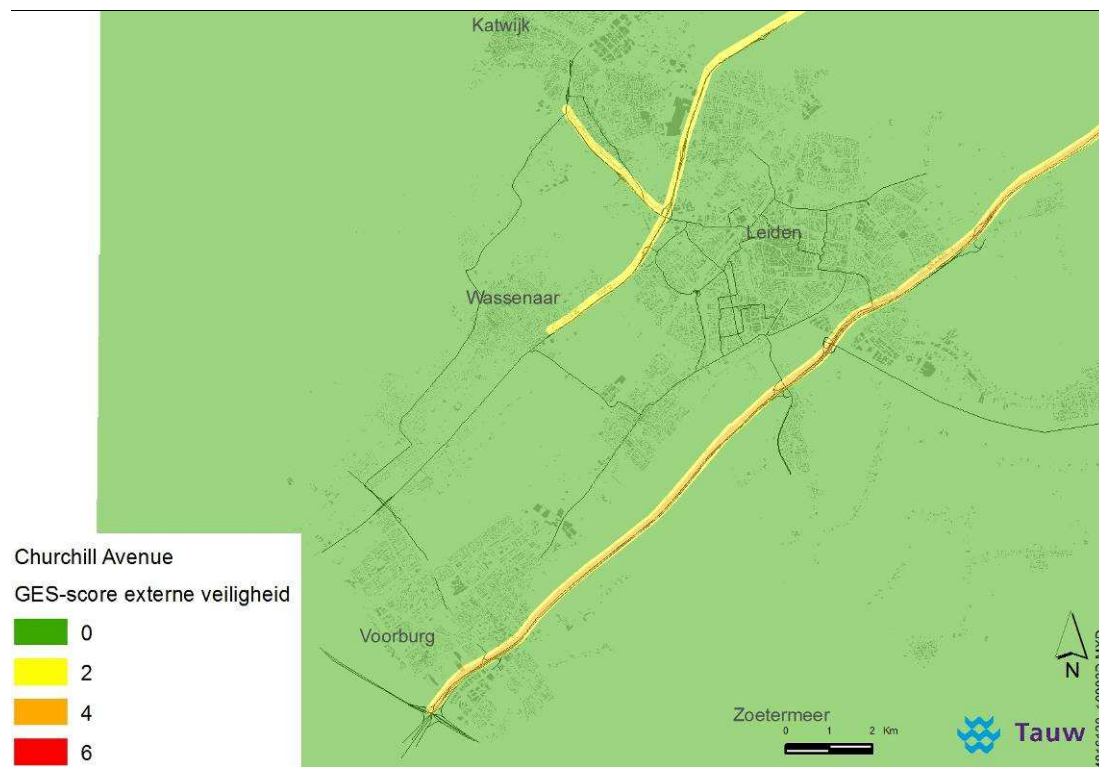 Katwijk
Leiden
Wassenaar
Churchill Avenue
GES-score externe veiligheid
0
2
4
6
Voorburg
Zoetermeer
0 1 2 Km
N
Tauw